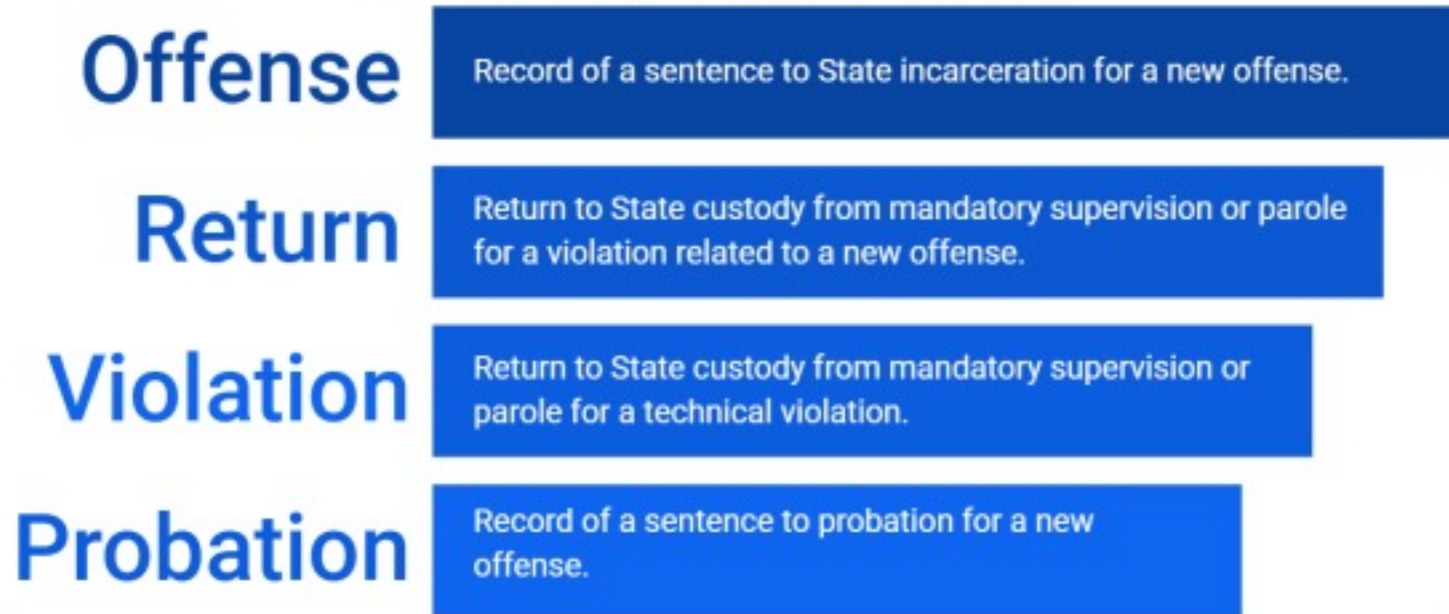 Offense
Record of a sentence to State incarceration for a new offense.
Return
Return to State custody from mandatory supervision or parole
for a violation related to a new offense.
Violation
Return to State custody from mandatory supervision or
parole for a technical violation.
Probation
Record of a sentence to probation for a new
offense.